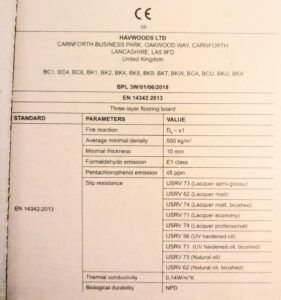 CE
09
HAVWOODS LTD
CARNFORTH BUSINESS PARK, OAKWOOD WAY, CARNFORTH
LANCASHIRE, LA5 9FD
United Kingdom
BC1, BC4, BC8, BK1, BK2, BK4, BK8, BK9, BKT, BKW, BCA, BCU, BKU, BKA
BPL 3W/01/06/2018
EN 14342:2013
Three-layer flooring board
STANDARD PARAMETERS VALUE
Fire reaction Dfl – s1
Average minimal density 500 kg/m³
Minimal thickness 10 mm
Formaldehyde emission E1 class
Pentachlorophenol emission ≤5 ppm
Slip resistance USRV 73 (Lacquer semi-glossy)
USRV 62 (Lacquer matt)
USRV 74 (Lacquer matt, brushed)
USRV 71 (Lacquer economy)
USRV 74 (Lacquer professional)
EN 14342:2013 USRV 56 (UV hardened oil)
USRV 71 (UV hardened oil, brushed)
USRV 73 (Natural oil)
USRV 62 (Natural oil, brushed)
Thermal conductivity 0,14W/m°K
Biological durability NPD